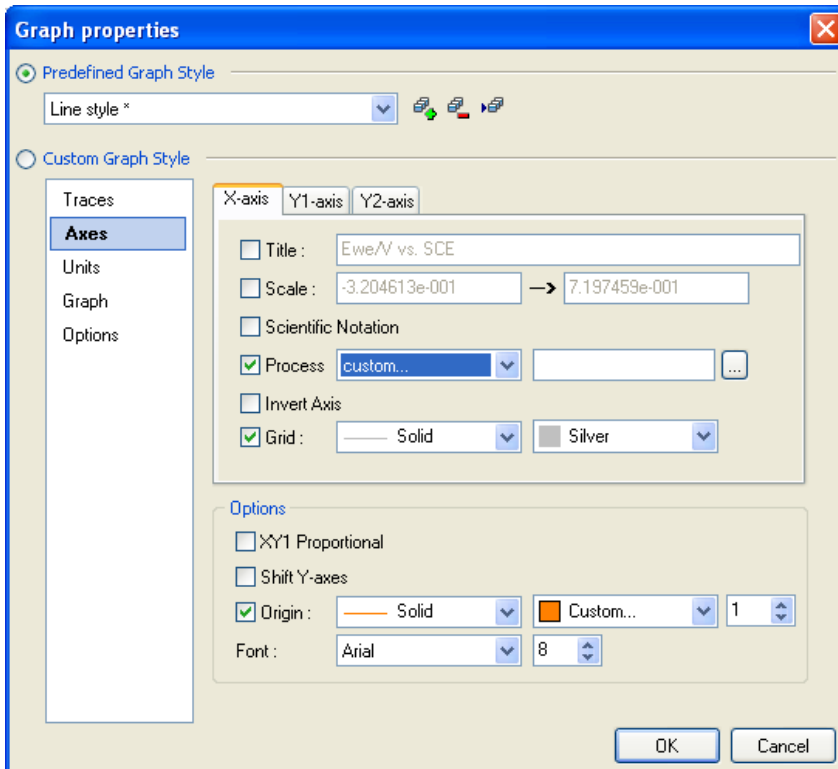 Graph properties
Predefined Graph Style
Line style *
Custom Graph Style
Traces
Axes
Units
Graph
Options
X-axis Y1-axis Y2-axis
Title : Ewe/V vs. SCE
Scale : -3.204613e-001 --> 7.197459e-001
Scientific Notation
Process custom... ...
Invert Axis
Grid : Solid Silver
Options
XY1 Proportional
Shift Y-axes
Origin : Solid Custom... 1
Font : Arial 8
OK Cancel